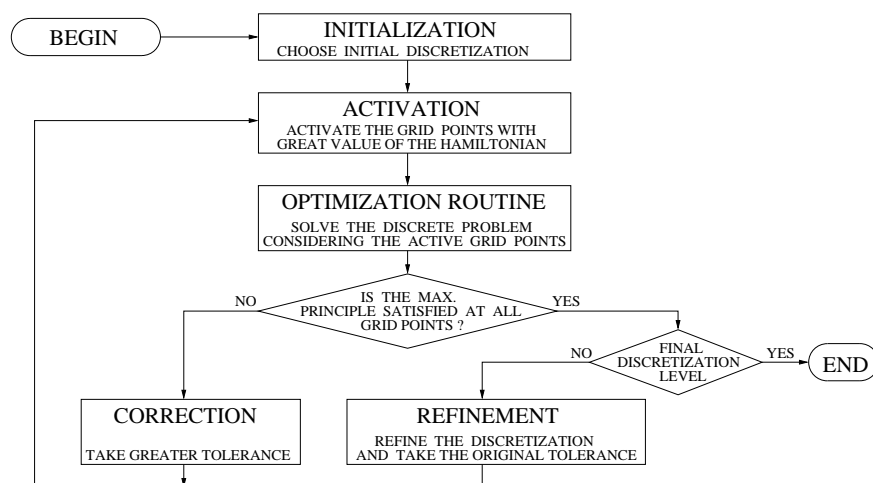 BEGIN
INITIALIZATION
CHOOSE INITIAL DISCRETIZATION
ACTIVATION
ACTIVATE THE GRID POINTS WITH
GREAT VALUE OF THE HAMILTONIAN
OPTIMIZATION ROUTINE
SOLVE THE DISCRETE PROBLEM
CONSIDERING THE ACTIVE GRID POINTS
NO
IS THE MAX.
PRINCIPLE SATISFIED AT ALL
GRID POINTS ?
YES
NO
FINAL
DISCRETIZATION
LEVEL
YES
END
CORRECTION
TAKE GREATER TOLERANCE
REFINEMENT
REFINE THE DISCRETIZATION
AND TAKE THE ORIGINAL TOLERANCE